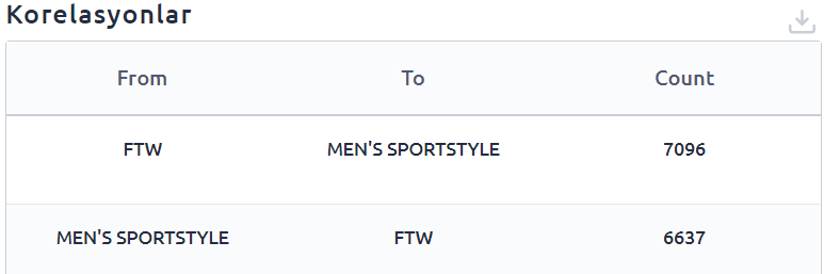 Korelasyonlar
From To Count
FTW MEN'S SPORTSTYLE 7096
MEN'S SPORTSTYLE FTW 6637